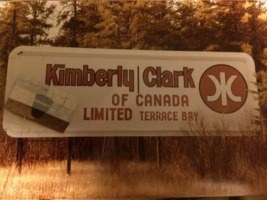 Kimberly | Clark
OF CANADA
LIMITED TERRACE BAY